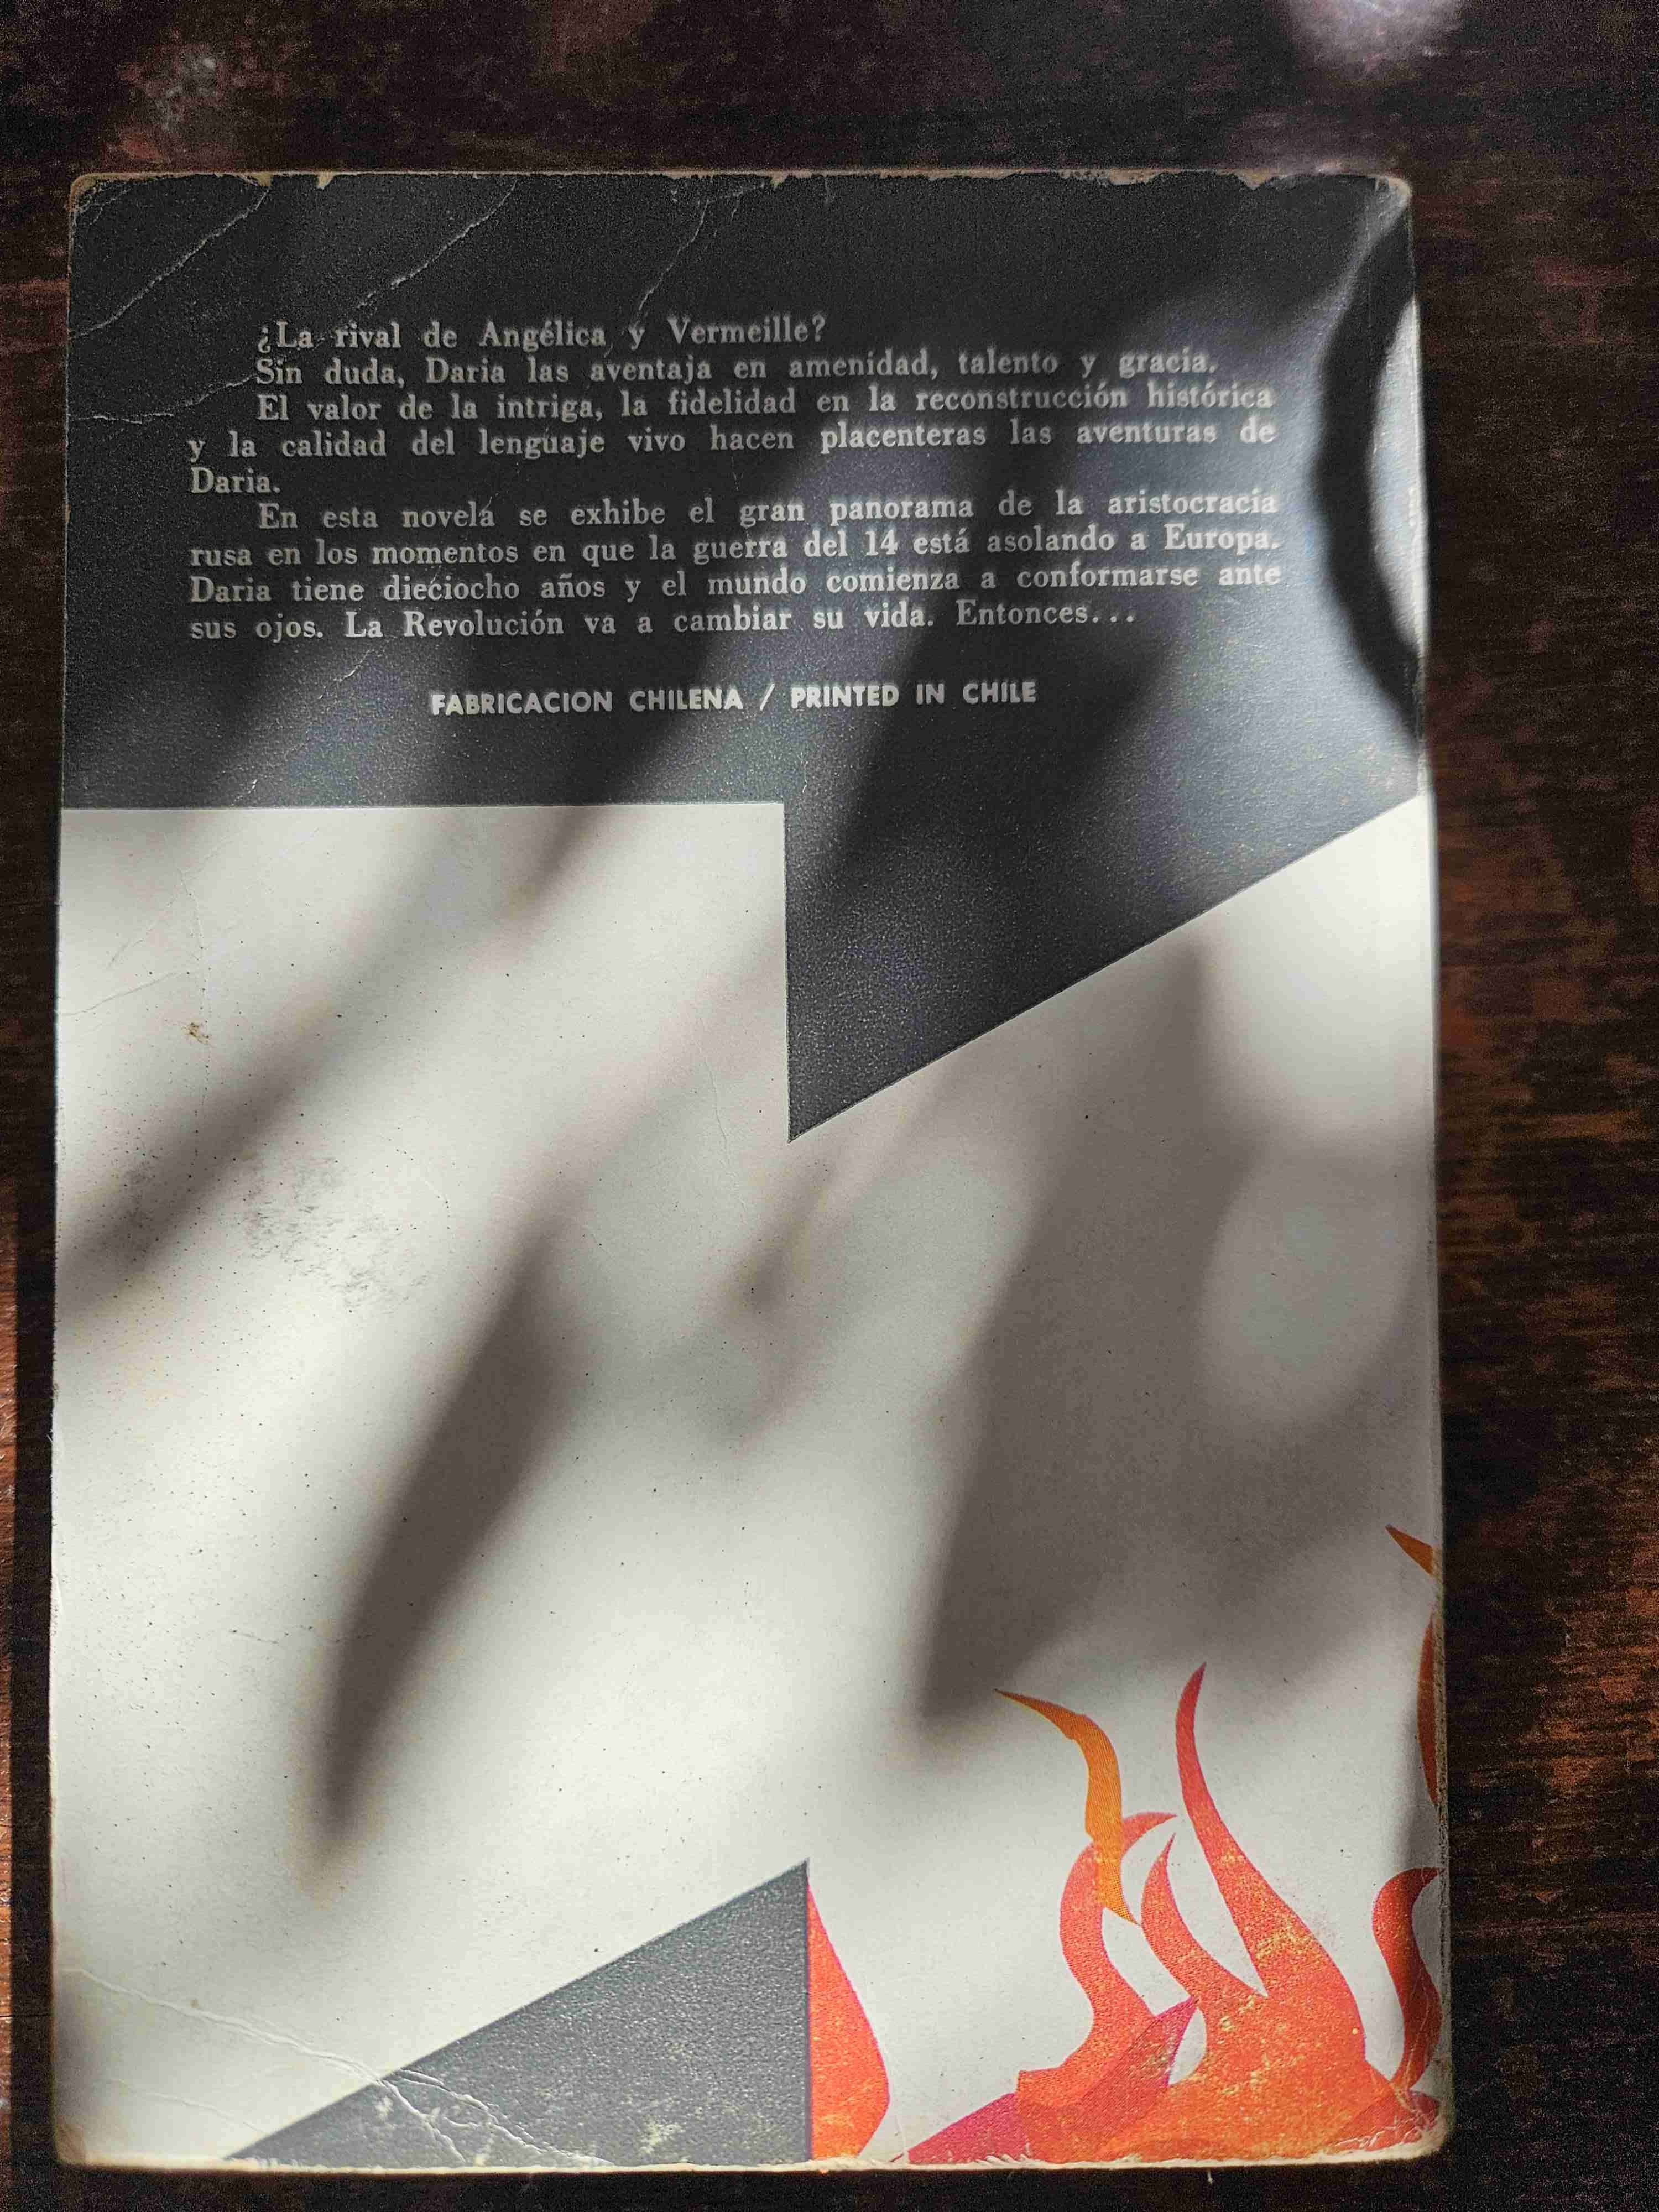 ¿La rival de Angélica y Vermeille?
Sin duda, Daria las aventaja en amenidad, talento y gracia.
El valor de la intriga, la fidelidad en la reconstrucción histórica
y la calidad del lenguaje vivo hacen placenteras las aventuras de
Daria.
En esta novela se exhibe el gran panorama de la aristocracia
rusa en los momentos en que la guerra del 14 está asolando a Europa.
Daria tiene dieciocho años y el mundo comienza a conformarse ante
sus ojos. La Revolución va a cambiar su vida. Entonces...
FABRICACION CHILENA / PRINTED IN CHILE